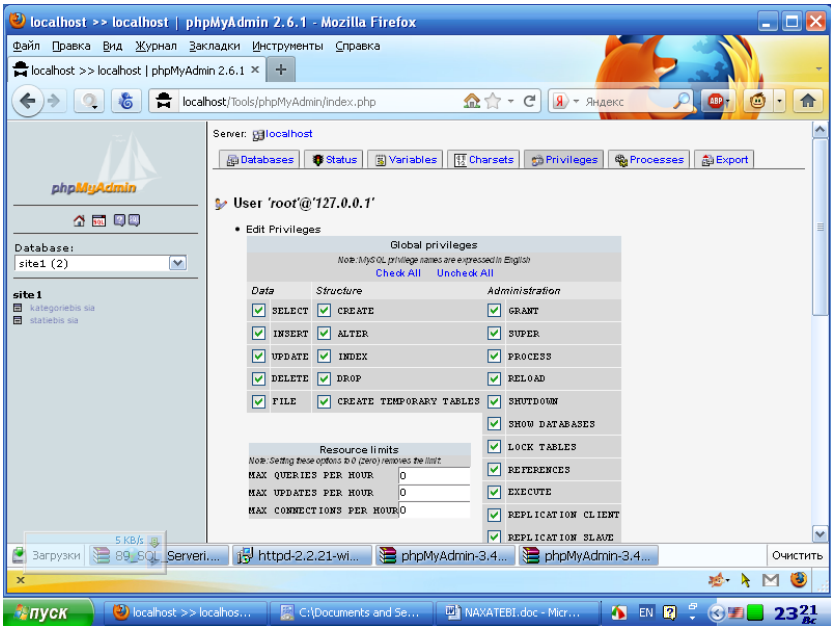 localhost >> localhost | phpMyAdmin 2.6.1 - Mozilla Firefox
Файл Правка Вид Журнал Закладки Инструменты Справка
localhost >> localhost | phpMyAdmin 2.6.1
localhost/Tools/phpMyAdmin/index.php
Я Яндекс
ABP
phpMyAdmin
Database:
site1 (2)
site1
kategoriebis sia
statiebis sia
Server: localhost
Databases Status Variables Charsets Privileges Processes Export
User 'root'@'127.0.0.1'
Edit Privileges
Global privileges
Note: MySQL privilege names are expressed in English
Check All Uncheck All
Data Structure Administration
SELECT CREATE GRANT
INSERT ALTER SUPER
UPDATE INDEX PROCESS
DELETE DROP RELOAD
FILE CREATE TEMPORARY TABLES SHUTDOWN
SHOW DATABASES
LOCK TABLES
REFERENCES
EXECUTE
REPLICATION CLIENT
REPLICATION SLAVE
Resource limits
Note: Setting these options to 0 (zero) removes the limit.
MAX QUERIES PER HOUR 0
MAX UPDATES PER HOUR 0
MAX CONNECTIONS PER HOUR 0
5 KB/s
Загрузки 89_SQL_Serveri.... httpd-2.2.21-wi... phpMyAdmin-3.4... phpMyAdmin-3.4... Очистить
пуск localhost >> localhos... C:\Documents and Se... NAXATEBI.doc - Micr... EN 23 21 Вс